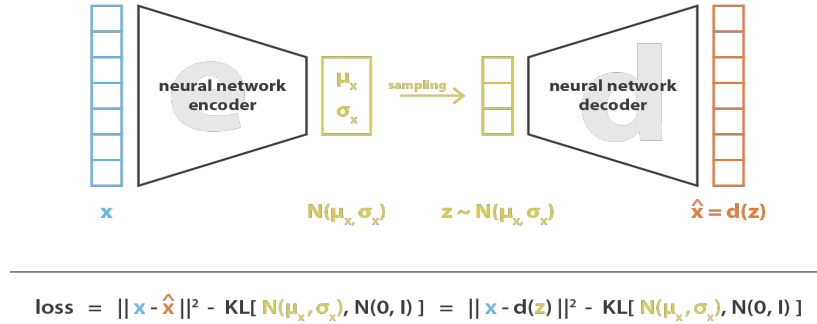 e
d
neural network
encoder
μx
σx
sampling
neural network
decoder
x
N(μx, σx)
z ~ N(μx, σx)
x̂ = d(z)
loss = || x - x̂ ||² - KL[ N(μx, σx), N(0, I) ] = || x - d(z) ||² - KL[ N(μx, σx), N(0, I) ]